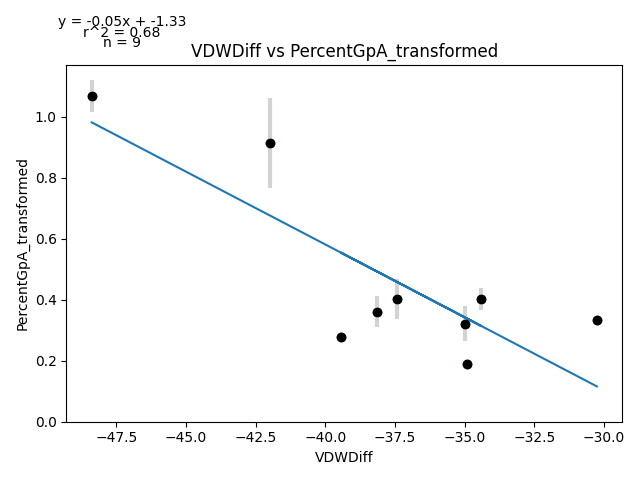 y = -0.05x + -1.33
r^2 = 0.68
n = 9
VDWDiff vs PercentGpA_transformed
PercentGpA_transformed
1.0
0.8
0.6
0.4
0.2
0.0
−47.5 −45.0 −42.5 −40.0 −37.5 −35.0 −32.5 −30.0
VDWDiff